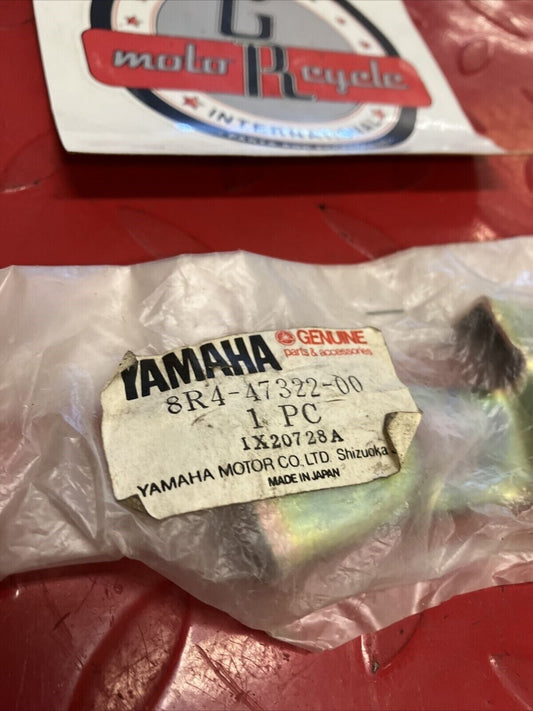 G
moto R cycle
INTERNATIONAL
YAMAHA GENUINE
parts & accessories
8R4-47322-00
1 PC
1X20728A
YAMAHA MOTOR CO., LTD. Shizuoka
MADE IN JAPAN